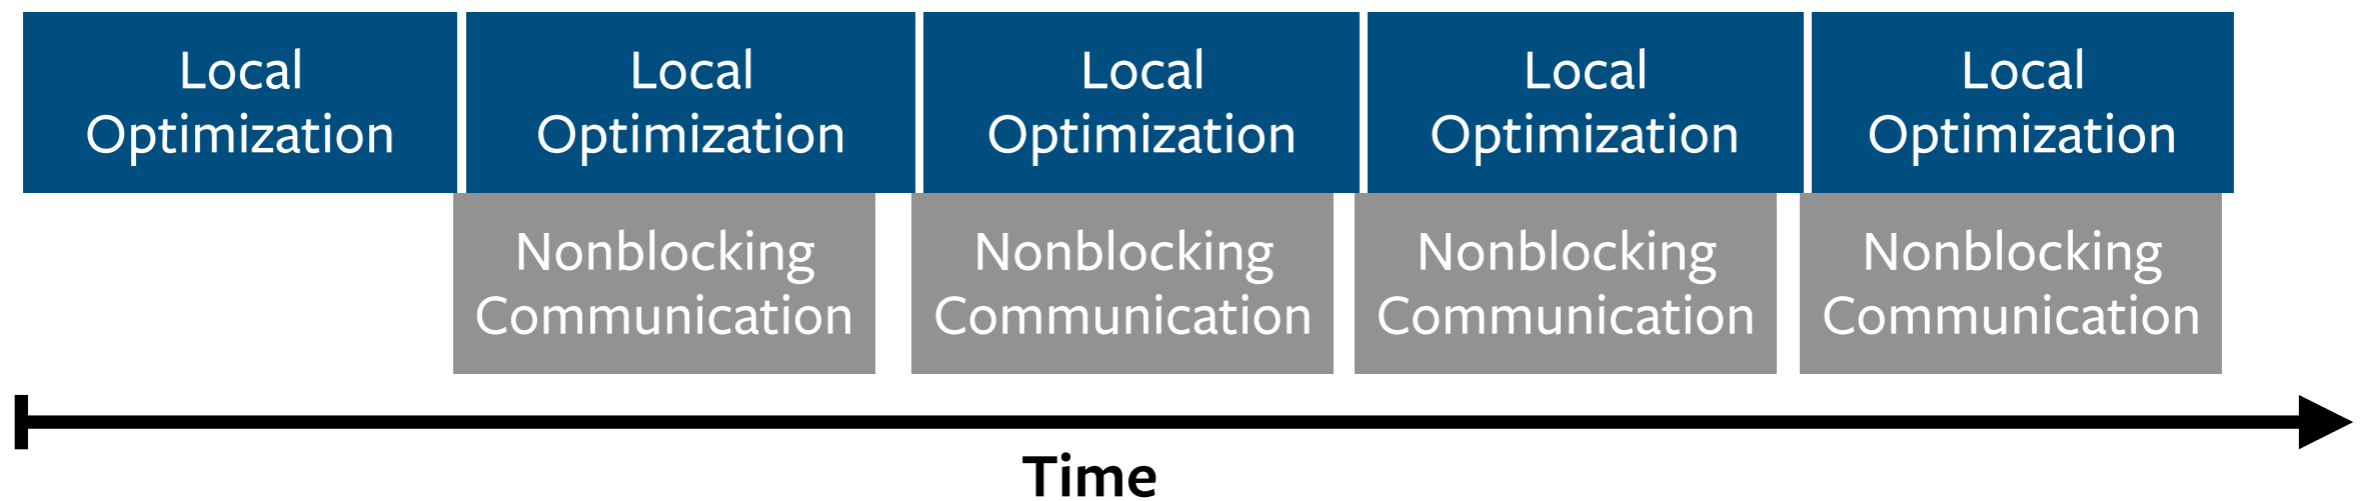 Local
Optimization
Local
Optimization
Local
Optimization
Local
Optimization
Local
Optimization
Nonblocking
Communication
Nonblocking
Communication
Nonblocking
Communication
Nonblocking
Communication
Time